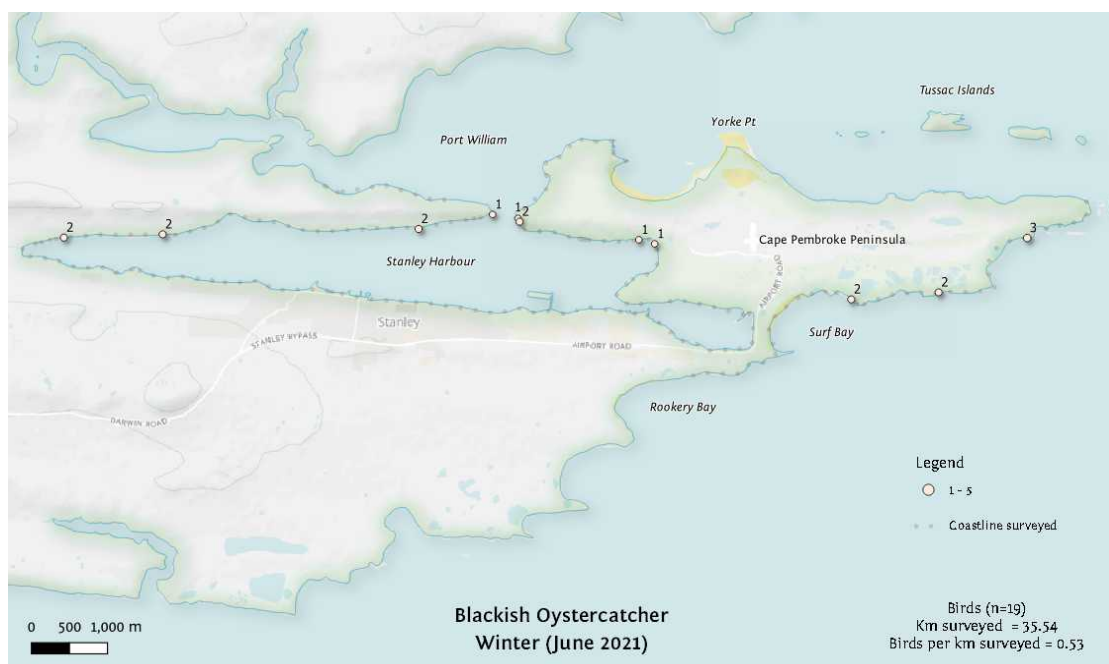 Tussac Islands
Yorke Pt
Port William
1
1
2
2
2
2
1
1
3
Cape Pembroke Peninsula
Stanley Harbour
AIRPORT ROAD
2
2
Stanley
Surf Bay
STANLEY BYPASS
AIRPORT ROAD
Rookery Bay
DARWIN ROAD
Legend
1 - 5
Coastline surveyed
Blackish Oystercatcher
Winter (June 2021)
Birds (n=19)
Km surveyed = 35.54
Birds per km surveyed = 0.53
0 500 1,000 m